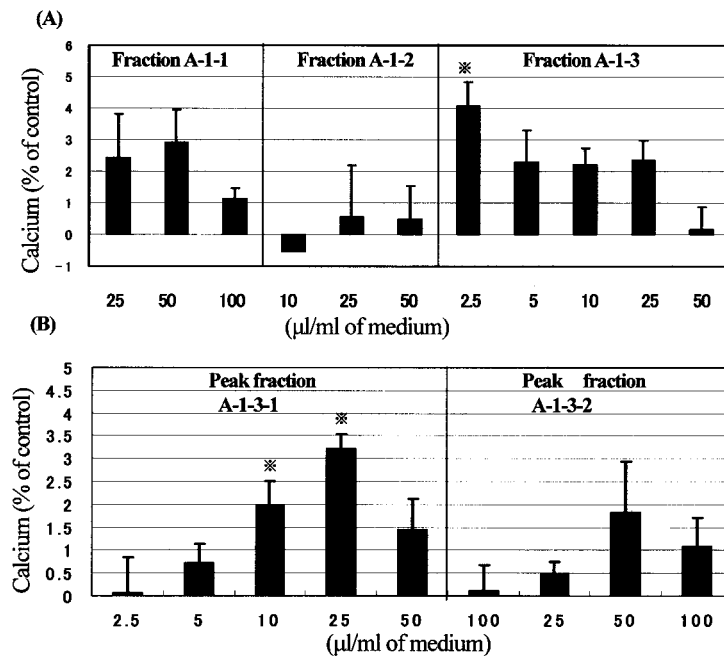 (A)
Calcium (% of control)
6
5
4
3
2
1
0
-1
Fraction A-1-1
Fraction A-1-2
Fraction A-1-3
※
25 50 100 10 25 50 2.5 5 10 25 50
(µl/ml of medium)
(B)
Calcium (% of control)
5
4.5
4
3.5
3
2.5
2
1.5
1
0.5
0
Peak fraction
A-1-3-1
Peak fraction
A-1-3-2
※
※
2.5 5 10 25 50 100 25 50 100
(µl/ml of medium)